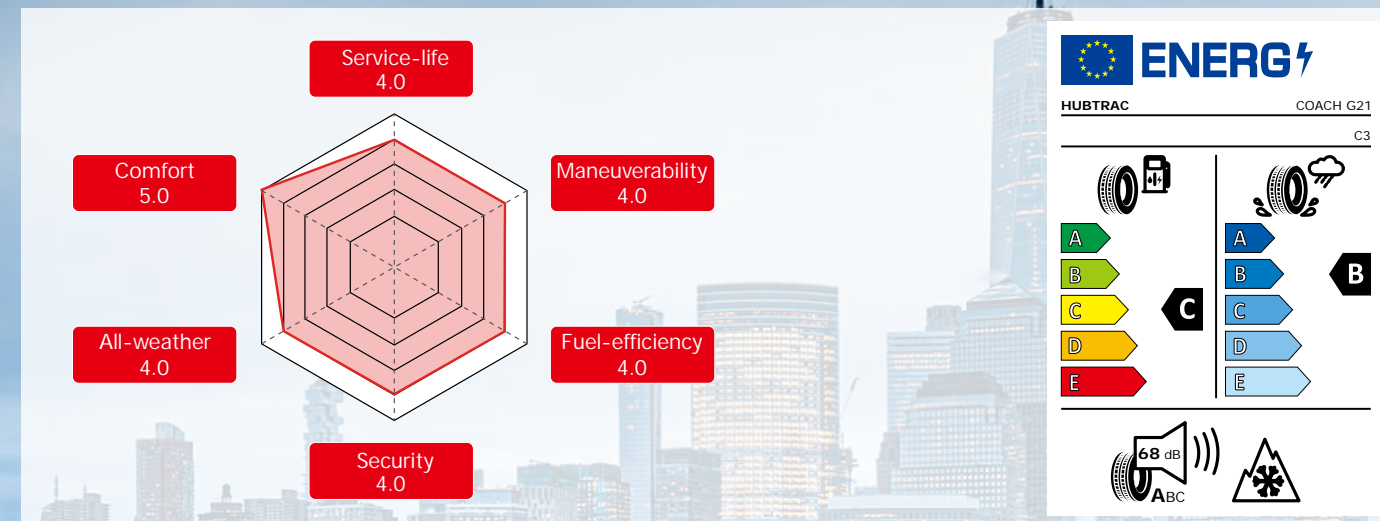 Service-life
4.0
Comfort
5.0
Maneuverability
4.0
All-weather
4.0
Fuel-efficiency
4.0
Security
4.0
ENERG
HUBTRAC COACH G21
C3
A
B
C
D
E
C
A
B
C
D
E
B
68 dB
ABC